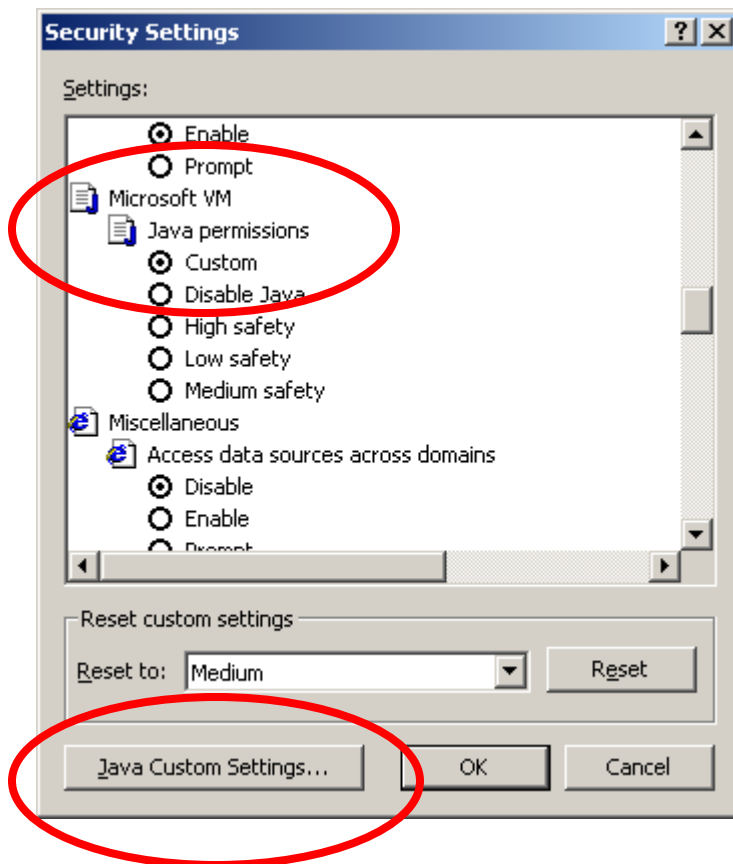 Security Settings
Settings:
Enable
Prompt
Microsoft VM
Java permissions
Custom
Disable Java
High safety
Low safety
Medium safety
Miscellaneous
Access data sources across domains
Disable
Enable
Prompt
Reset custom settings
Reset to: Medium Reset
Java Custom Settings... OK Cancel